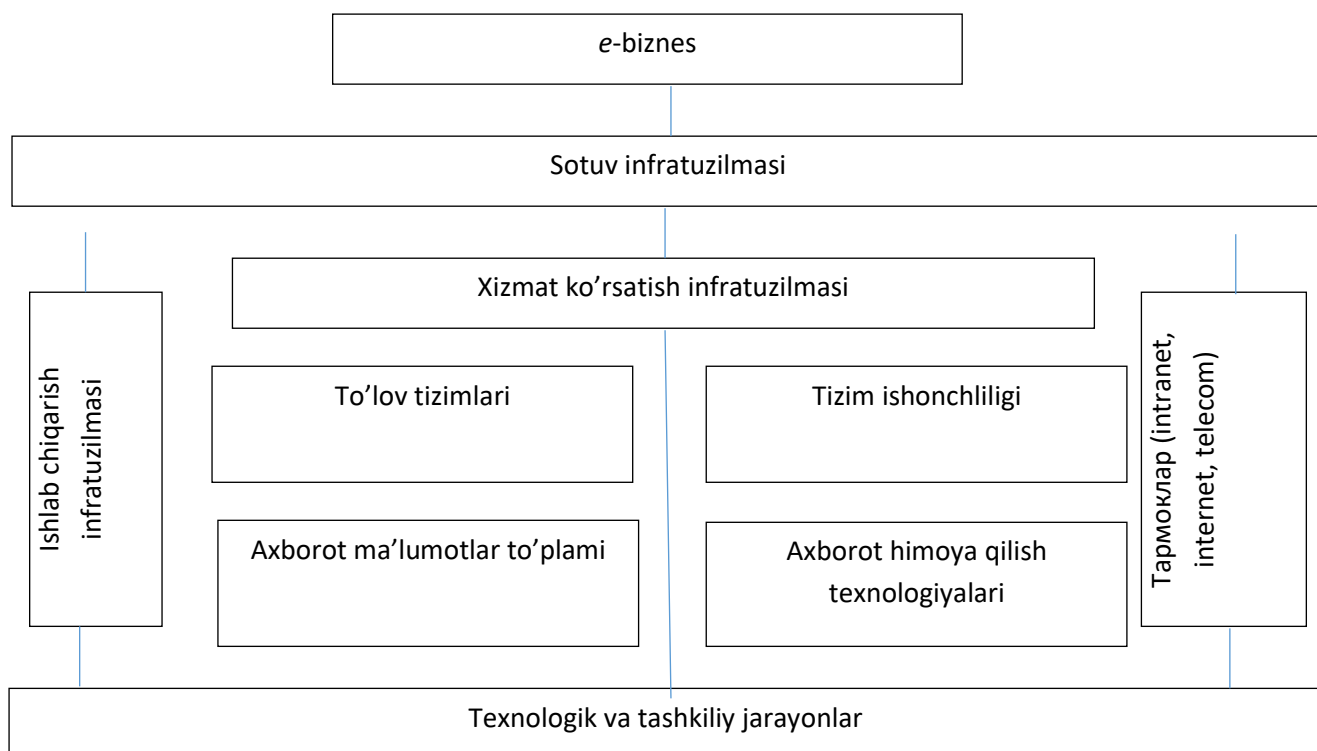 e-biznes
Sotuv infratuzilmasi
Xizmat ko’rsatish infratuzilmasi
Ishlab chiqarish
infratuzilmasi
To’lov tizimlari
Tizim ishonchliligi
Тармоклар (intranet,
internet, telecom)
Axborot ma’lumotlar to’plami
Axborot himoya qilish
texnologiyalari
Texnologik va tashkiliy jarayonlar